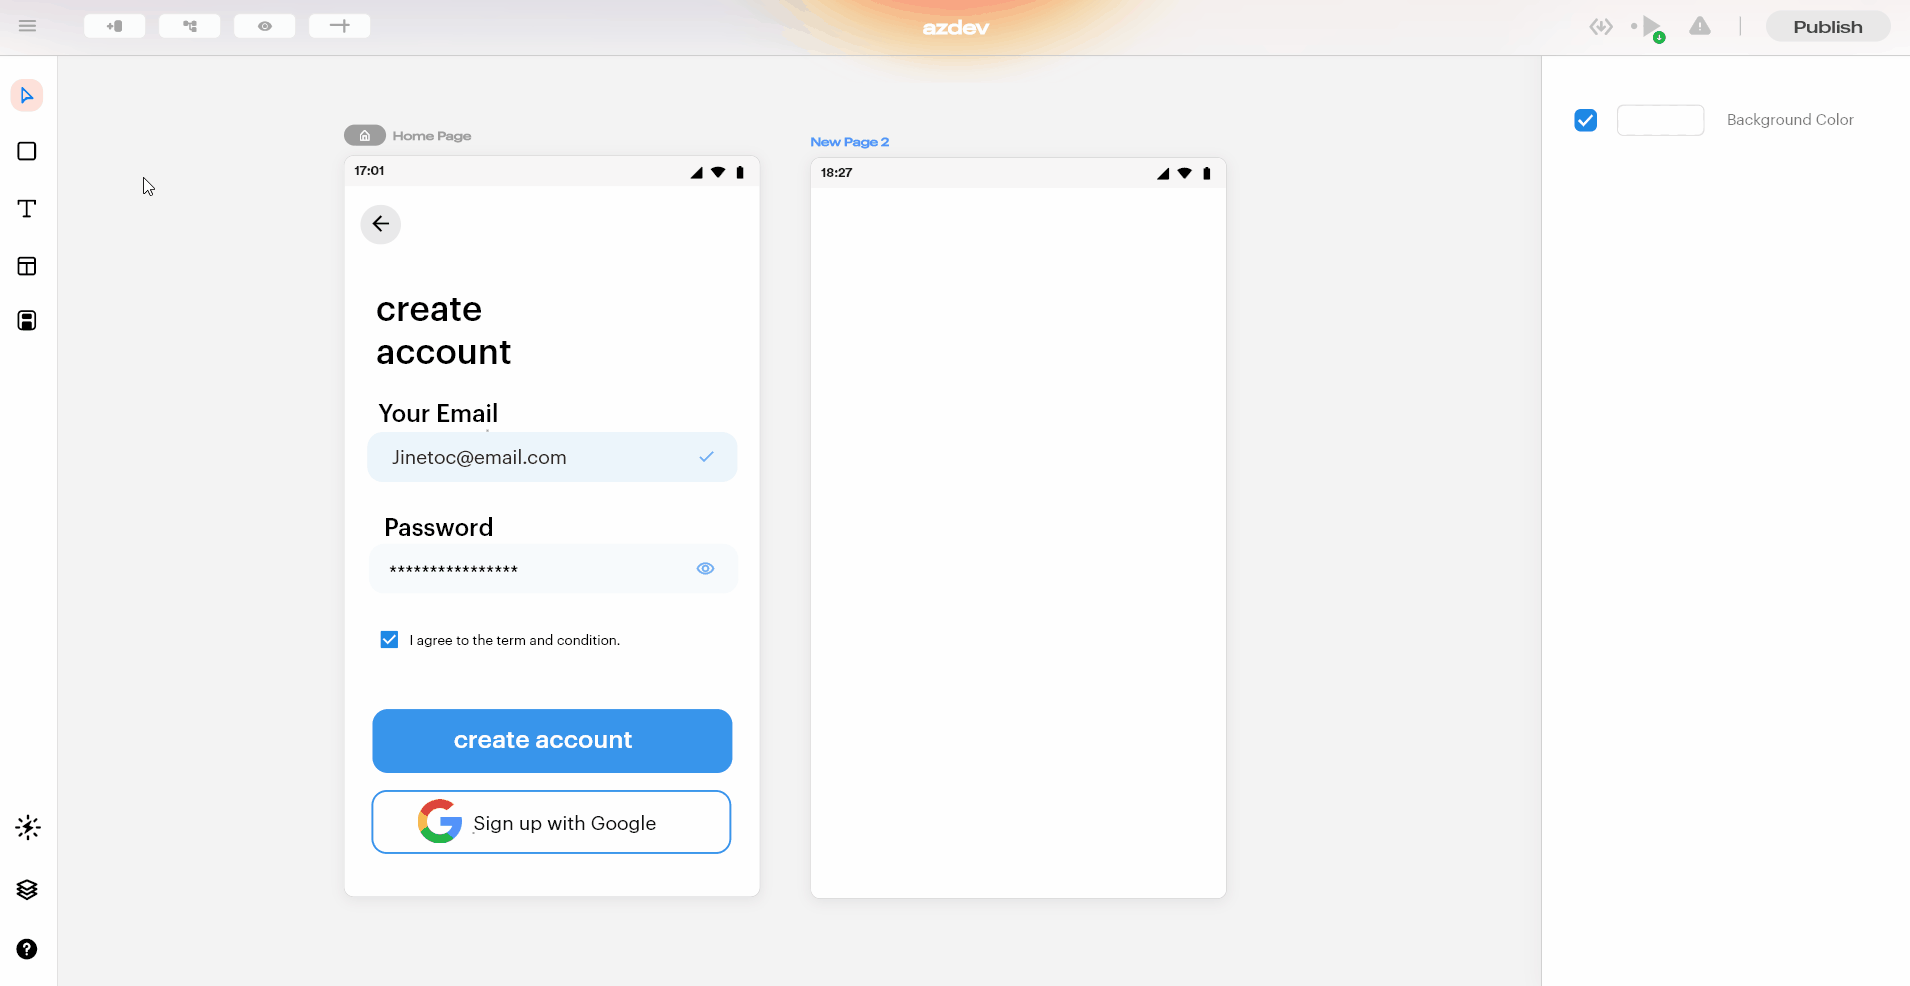 azdev
Publish
Home Page
New Page 2
Background Color
17:01
create
account
Your Email
Jinetoc@email.com
Password
****************
I agree to the term and condition.
create account
Sign up with Google
18:27